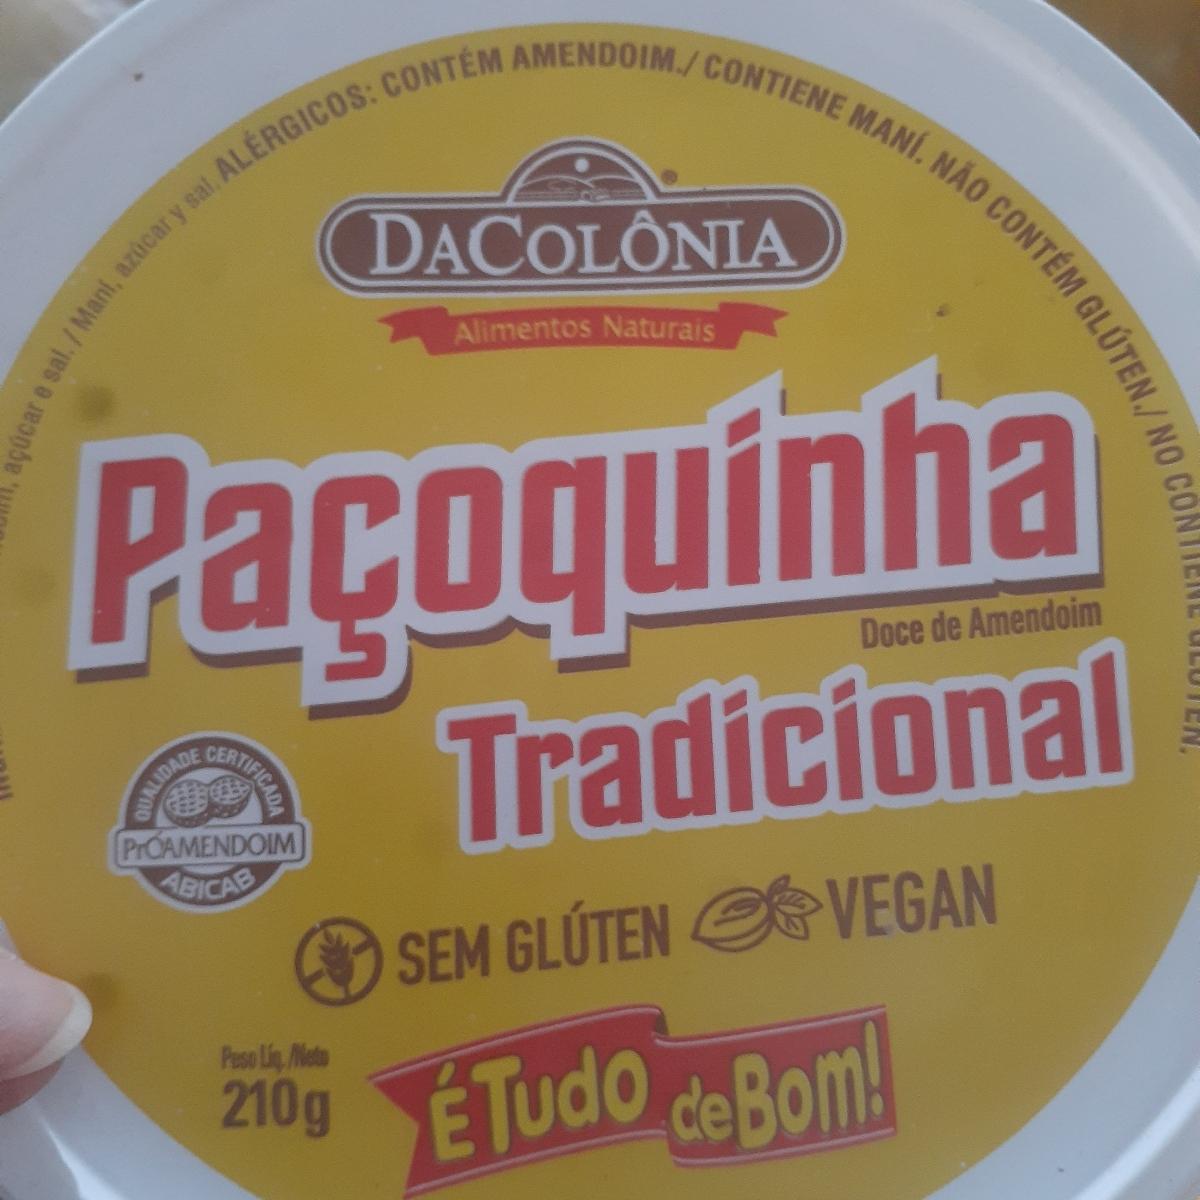 açúcar e sal. / Maní, azúcar y sal. ALÉRGICOS: CONTÉM AMENDOIM./ CONTIENE MANÍ. NÃO CONTÉM GLÚTEN./ NO CONTIENE GLUTEN.
DACOLÔNIA®
Alimentos Naturais
Paçoquinha
Doce de Amendoim
Tradicional
QUALIDADE CERTIFICADA
PrÓAMENDOIM
ABICAB
SEM GLÚTEN VEGAN
Peso Líq. /Neto
210g
É Tudo de Bom!